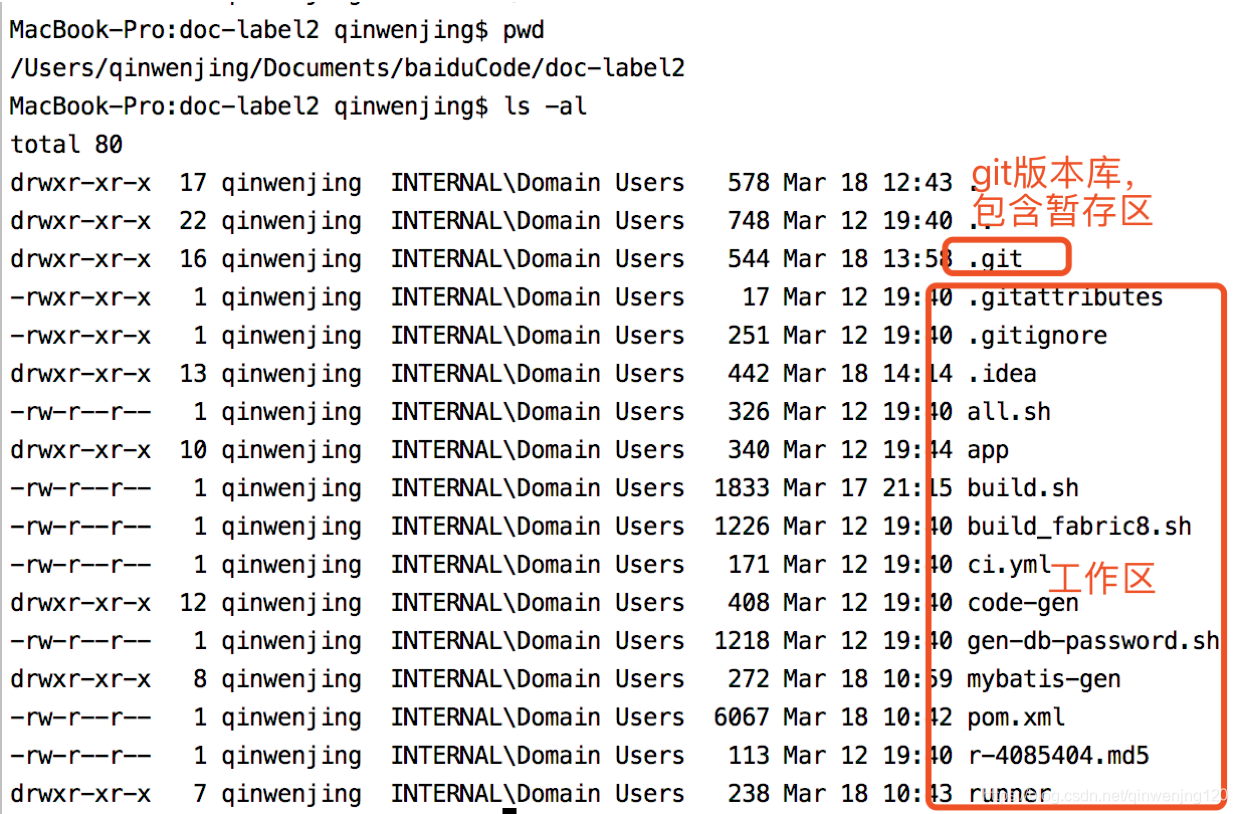 MacBook-Pro:doc-label2 qinwenjing$ pwd
/Users/qinwenjing/Documents/baiduCode/doc-label2
MacBook-Pro:doc-label2 qinwenjing$ ls -al
total 80
drwxr-xr-x  17 qinwenjing  INTERNAL\Domain Users   578 Mar 18 12:43 .
git版本库,
drwxr-xr-x  22 qinwenjing  INTERNAL\Domain Users   748 Mar 12 19:40 ..
包含暂存区
drwxr-xr-x  16 qinwenjing  INTERNAL\Domain Users   544 Mar 18 13:58 .git
-rwxr-xr-x   1 qinwenjing  INTERNAL\Domain Users    17 Mar 12 19:40 .gitattributes
-rwxr-xr-x   1 qinwenjing  INTERNAL\Domain Users   251 Mar 12 19:40 .gitignore
drwxr-xr-x  13 qinwenjing  INTERNAL\Domain Users   442 Mar 18 14:14 .idea
-rw-r--r--   1 qinwenjing  INTERNAL\Domain Users   326 Mar 12 19:40 all.sh
drwxr-xr-x  10 qinwenjing  INTERNAL\Domain Users   340 Mar 12 19:44 app
-rw-r--r--   1 qinwenjing  INTERNAL\Domain Users  1833 Mar 17 21:15 build.sh
-rw-r--r--   1 qinwenjing  INTERNAL\Domain Users  1226 Mar 12 19:40 build_fabric8.sh
-rw-r--r--   1 qinwenjing  INTERNAL\Domain Users   171 Mar 12 19:40 ci.yml
工作区
drwxr-xr-x  12 qinwenjing  INTERNAL\Domain Users   408 Mar 12 19:40 code-gen
-rw-r--r--   1 qinwenjing  INTERNAL\Domain Users  1218 Mar 12 19:40 gen-db-password.sh
drwxr-xr-x   8 qinwenjing  INTERNAL\Domain Users   272 Mar 18 10:59 mybatis-gen
-rw-r--r--   1 qinwenjing  INTERNAL\Domain Users  6067 Mar 18 10:42 pom.xml
-rw-r--r--   1 qinwenjing  INTERNAL\Domain Users   113 Mar 12 19:40 r-4085404.md5
drwxr-xr-x   7 qinwenjing  INTERNAL\Domain Users   238 Mar 18 10:43 runner